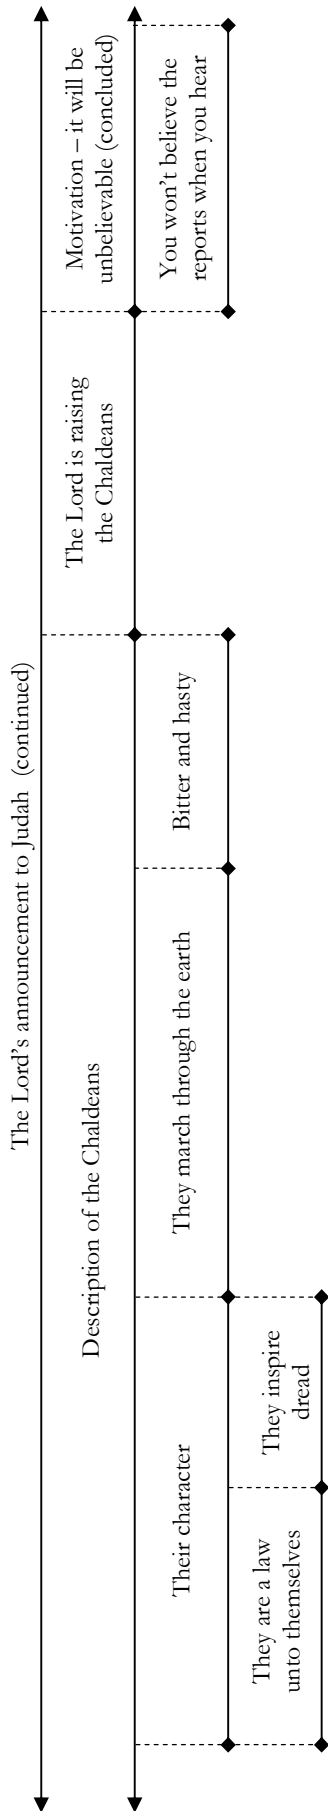 The Lord's announcement to Judah (continued)
Motivation – it will be
unbelievable (concluded)
You won't believe the
reports when you hear
The Lord is raising
the Chaldeans
Description of the Chaldeans
Bitter and hasty
They march through the earth
Their character
They inspire
dread
They are a law
unto themselves